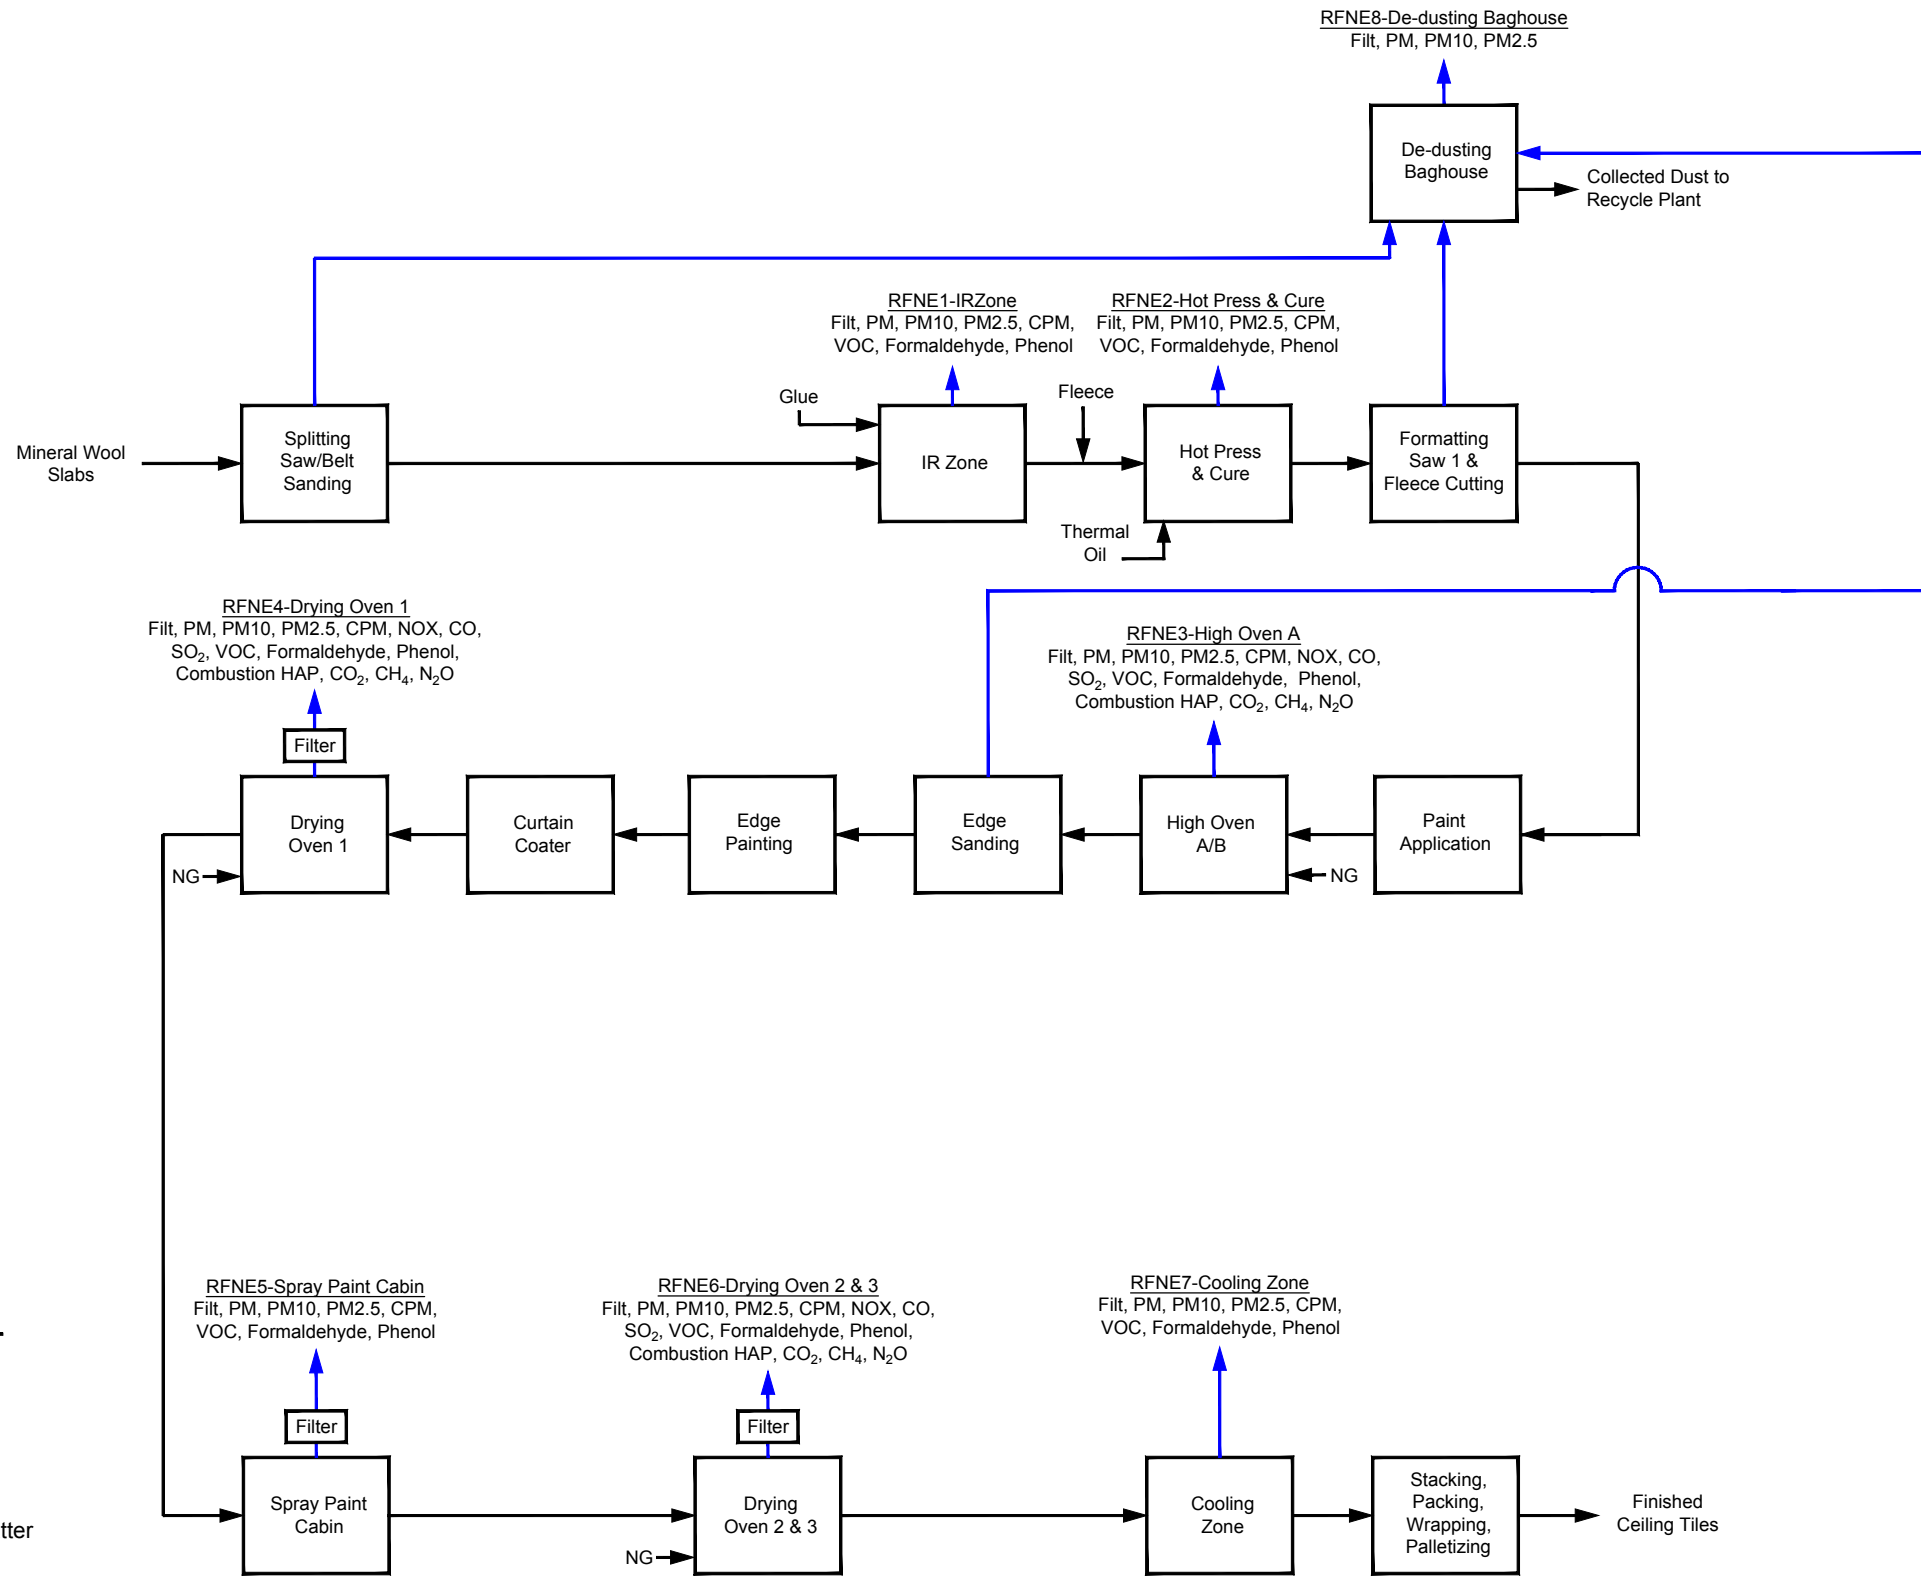 RFNE8-De-dusting Baghouse
Filt, PM, PM10, PM2.5
De-dusting
Baghouse
Collected Dust to
Recycle Plant
RFNE1-IRZone
Filt, PM, PM10, PM2.5, CPM,
VOC, Formaldehyde, Phenol
RFNE2-Hot Press & Cure
Filt, PM, PM10, PM2.5, CPM,
VOC, Formaldehyde, Phenol
Glue
Fleece
Mineral Wool
Slabs
Splitting
Saw/Belt
Sanding
IR Zone
Hot Press
& Cure
Formatting
Saw 1 &
Fleece Cutting
Thermal
Oil
RFNE4-Drying Oven 1
Filt, PM, PM10, PM2.5, CPM, NOX, CO,
SO2, VOC, Formaldehyde, Phenol,
Combustion HAP, CO2, CH4, N2O
RFNE3-High Oven A
Filt, PM, PM10, PM2.5, CPM, NOX, CO,
SO2, VOC, Formaldehyde, Phenol,
Combustion HAP, CO2, CH4, N2O
Filter
Drying
Oven 1
Curtain
Coater
Edge
Painting
Edge
Sanding
High Oven
A/B
Paint
Application
NG
NG
RFNE5-Spray Paint Cabin
Filt, PM, PM10, PM2.5, CPM,
VOC, Formaldehyde, Phenol
RFNE6-Drying Oven 2 & 3
Filt, PM, PM10, PM2.5, CPM, NOX, CO,
SO2, VOC, Formaldehyde, Phenol,
Combustion HAP, CO2, CH4, N2O
RFNE7-Cooling Zone
Filt, PM, PM10, PM2.5, CPM,
VOC, Formaldehyde, Phenol
Filter
Filter
Spray Paint
Cabin
Drying
Oven 2 & 3
Cooling
Zone
Stacking,
Packing,
Wrapping,
Palletizing
Finished
Ceiling Tiles
tter
NG